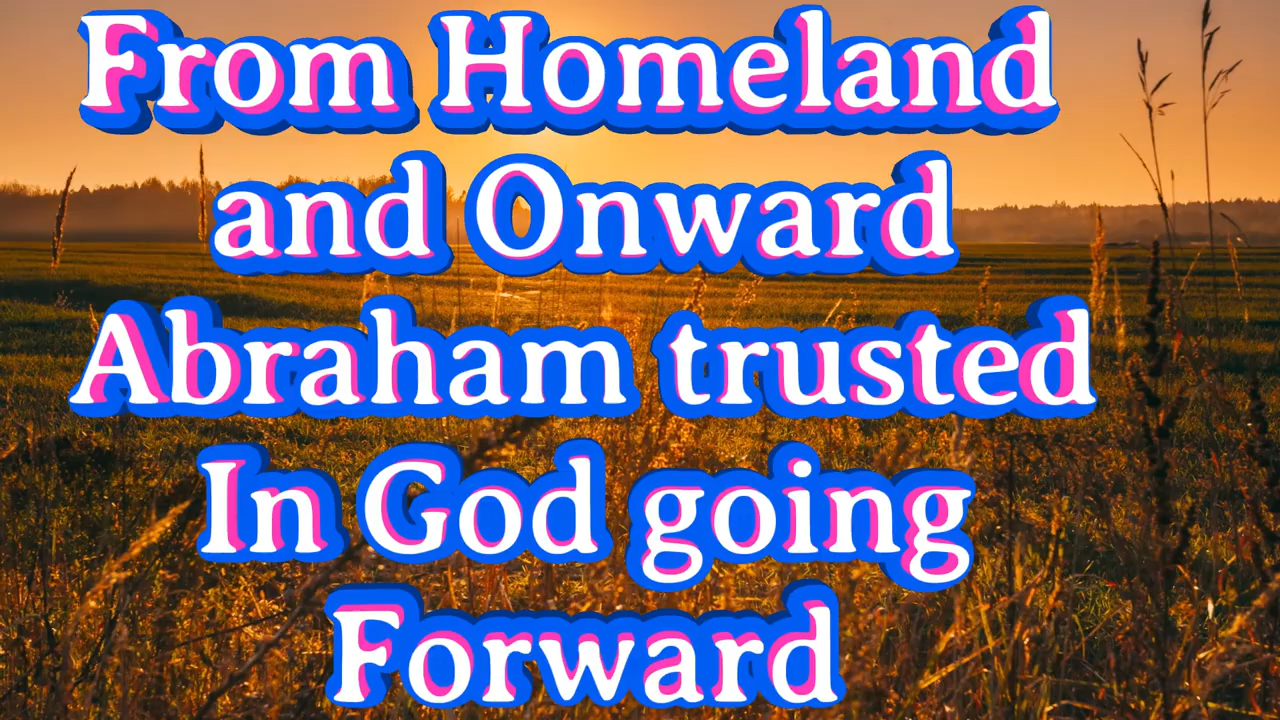 From Homeland
and Onward
Abraham trusted
In God going
Forward